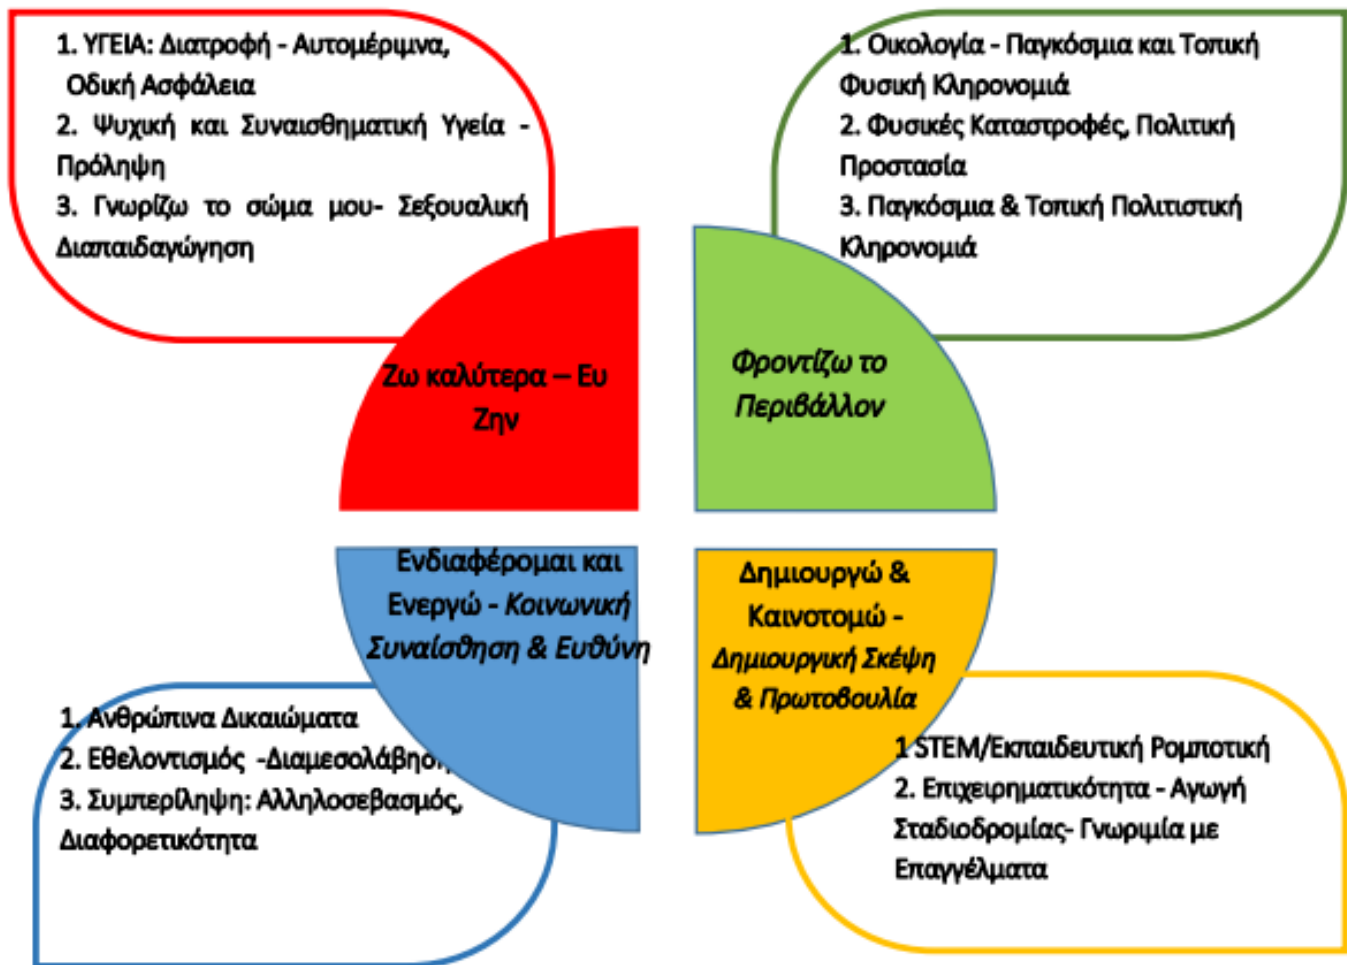 1. ΥΓΕΙΑ: Διατροφή - Αυτομέριμνα,
Οδική Ασφάλεια
2. Ψυχική και Συναισθηματική Υγεία -
Πρόληψη
3. Γνωρίζω το σώμα μου- Σεξουαλική
Διαπαιδαγώγηση
1. Οικολογία - Παγκόσμια και Τοπική
Φυσική Κληρονομιά
2. Φυσικές Καταστροφές, Πολιτική
Προστασία
3. Παγκόσμια & Τοπική Πολιτιστική
Κληρονομιά
Ζω καλύτερα – Ευ
Ζην
Φροντίζω το
Περιβάλλον
Ενδιαφέρομαι και
Ενεργώ - Κοινωνική
Συναίσθηση & Ευθύνη
Δημιουργώ &
Καινοτομώ -
Δημιουργική Σκέψη
& Πρωτοβουλία
1. Ανθρώπινα Δικαιώματα
2. Εθελοντισμός -Διαμεσολάβηση,
3. Συμπερίληψη: Αλληλοσεβασμός,
Διαφορετικότητα
1 STEM/Εκπαιδευτική Ρομποτική
2. Επιχειρηματικότητα - Αγωγή
Σταδιοδρομίας- Γνωριμία με
Επαγγέλματα